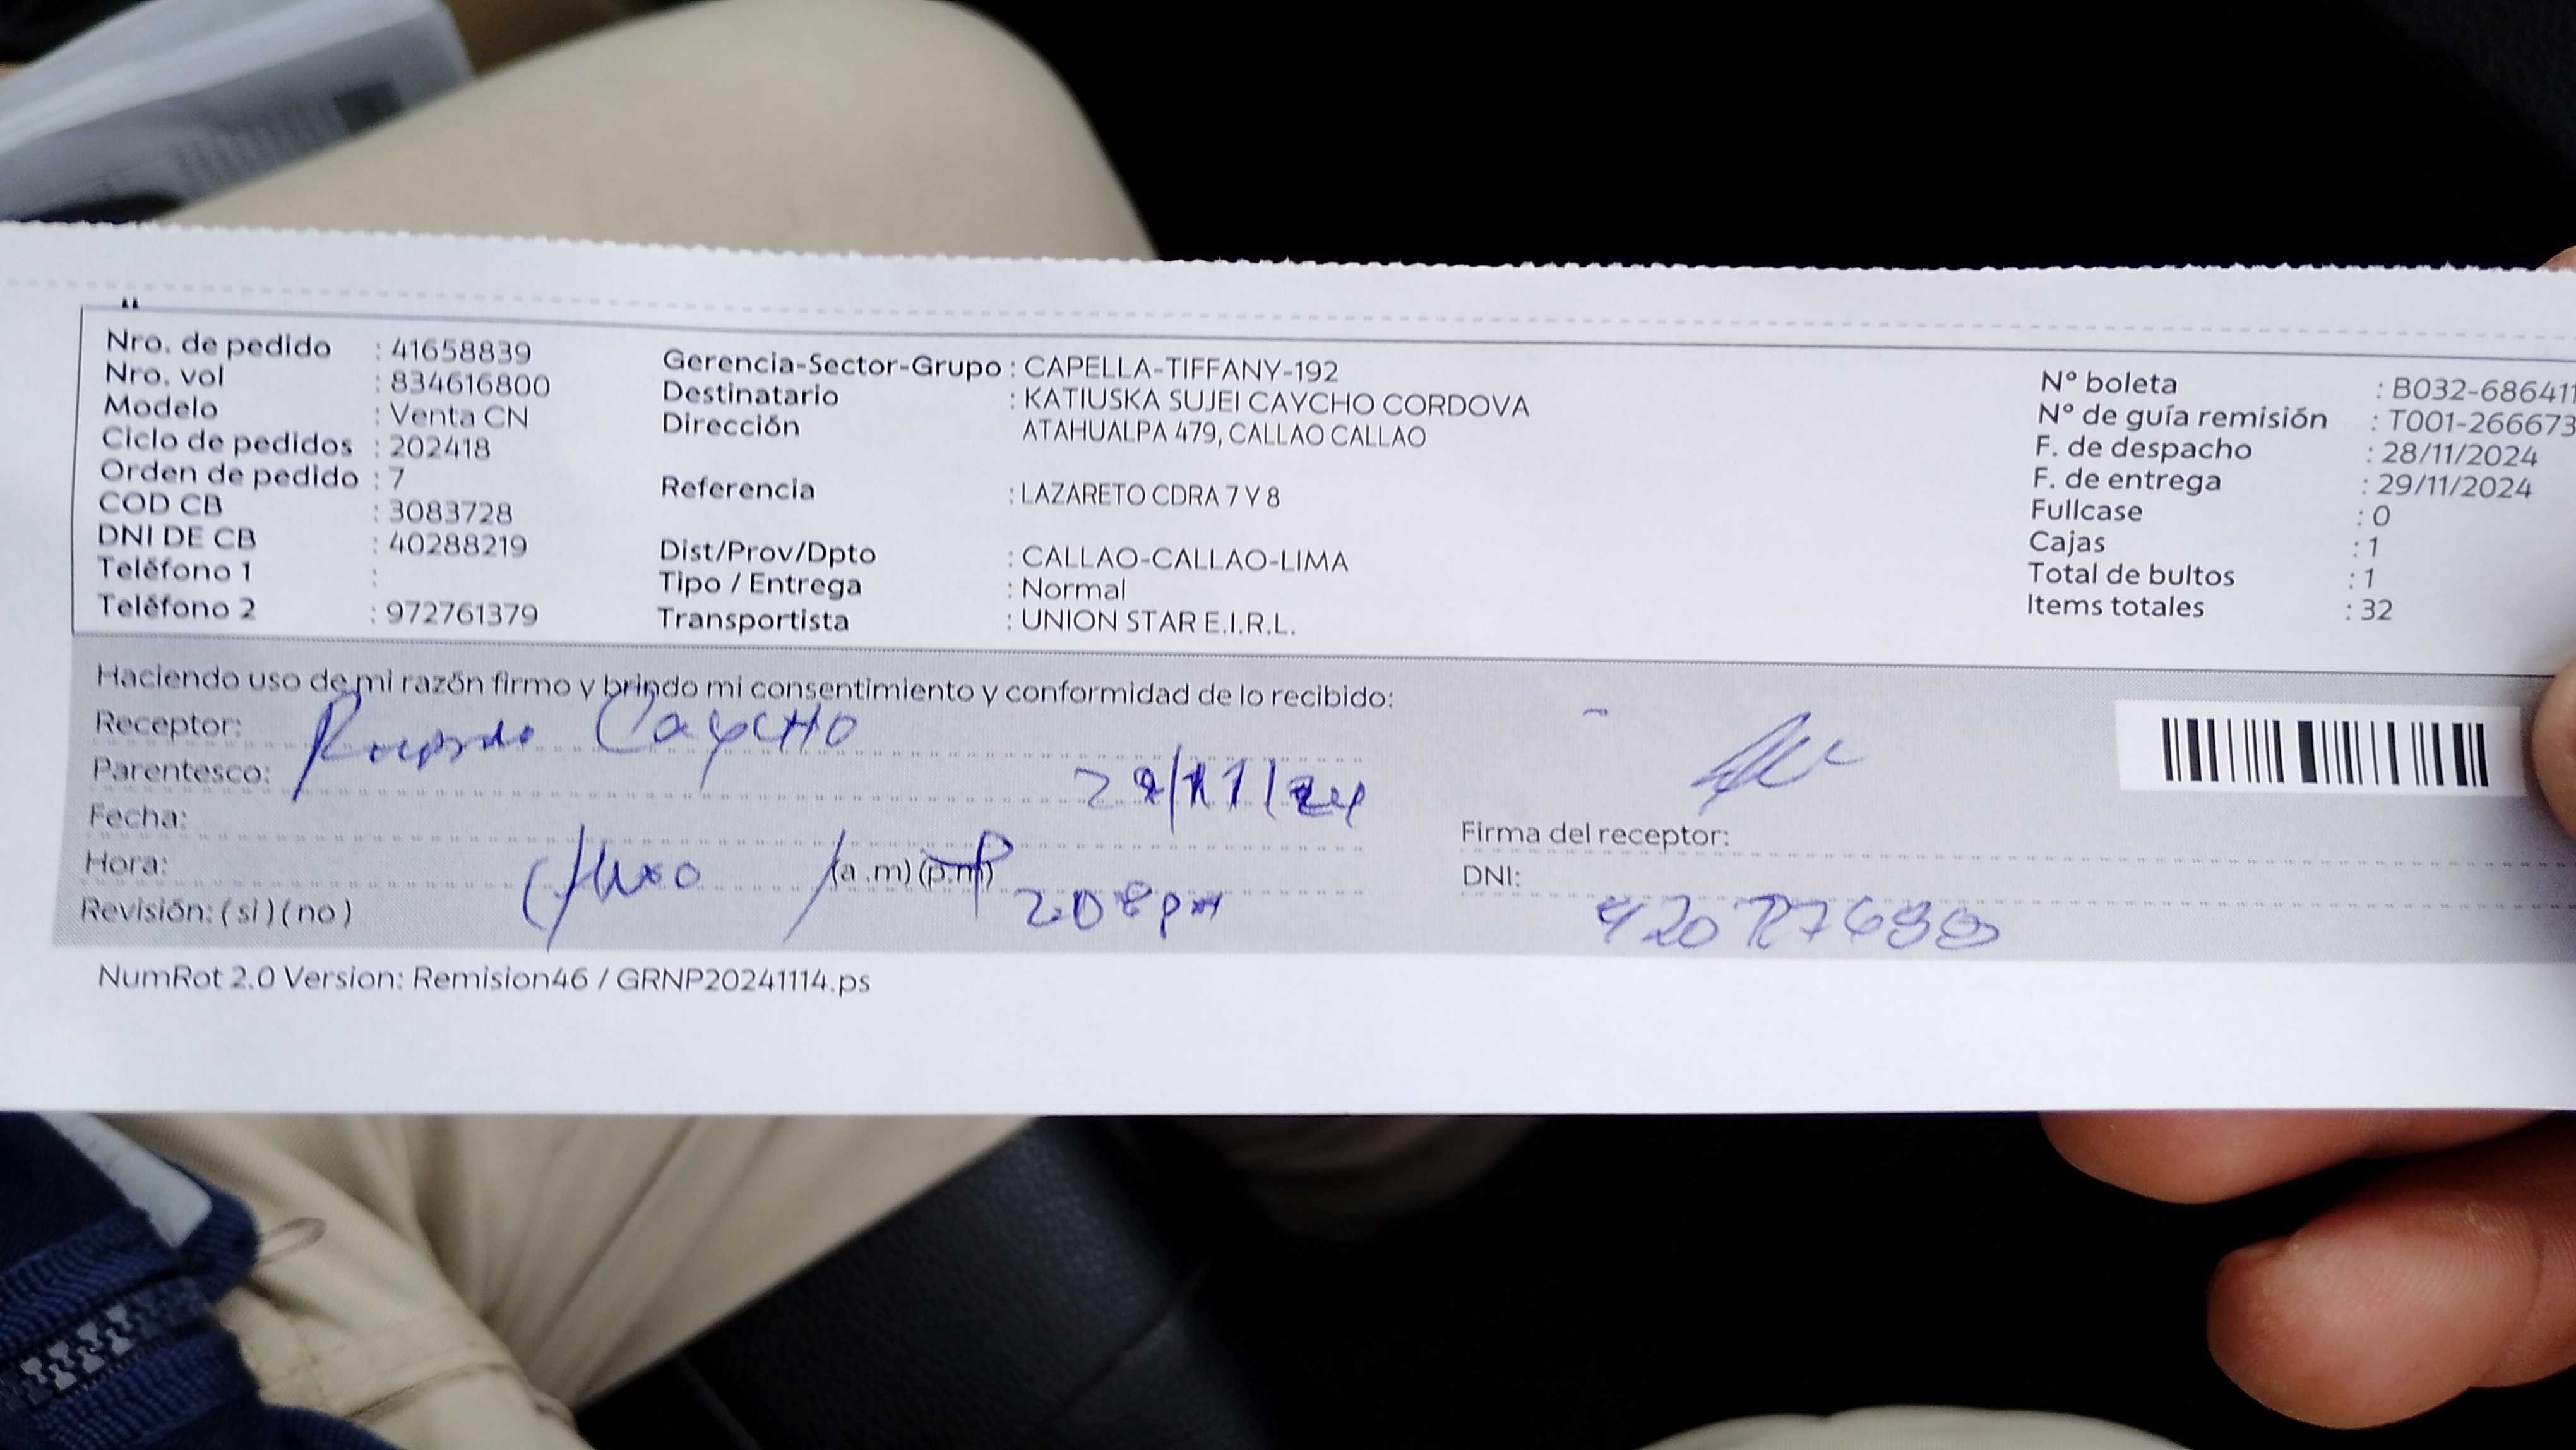 Nro. de pedido : 41658839
Nro. vol : 834616800
Modelo : Venta CN
Ciclo de pedidos : 202418
Orden de pedido : 7
COD CB : 3083728
DNI DE CB : 40288219
Teléfono 1 :
Teléfono 2 : 972761379
Gerencia-Sector-Grupo : CAPELLA-TIFFANY-192
Destinatario : KATIUSKA SUJEI CAYCHO CORDOVA
Dirección ATAHUALPA 479, CALLAO CALLAO
Referencia : LAZARETO CDRA 7 Y 8
Dist/Prov/Dpto : CALLAO-CALLAO-LIMA
Tipo / Entrega : Normal
Transportista : UNION STAR E.I.R.L.
N° boleta : B032-686411
N° de guía remisión : T001-266673
F. de despacho : 28/11/2024
F. de entrega : 29/11/2024
Fullcase : 0
Cajas : 1
Total de bultos : 1
Items totales : 32
Haciendo uso de mi razón firmo y brindo mi consentimiento y conformidad de lo recibido:
Receptor: Caycho
Parentesco:
29/11/24
Fecha:
Hora: (a .m) (p.m)
Revisión: ( si ) ( no )
208pm
Firma del receptor:
DNI:
NumRot 2.0 Version: Remision46 / GRNP20241114.ps